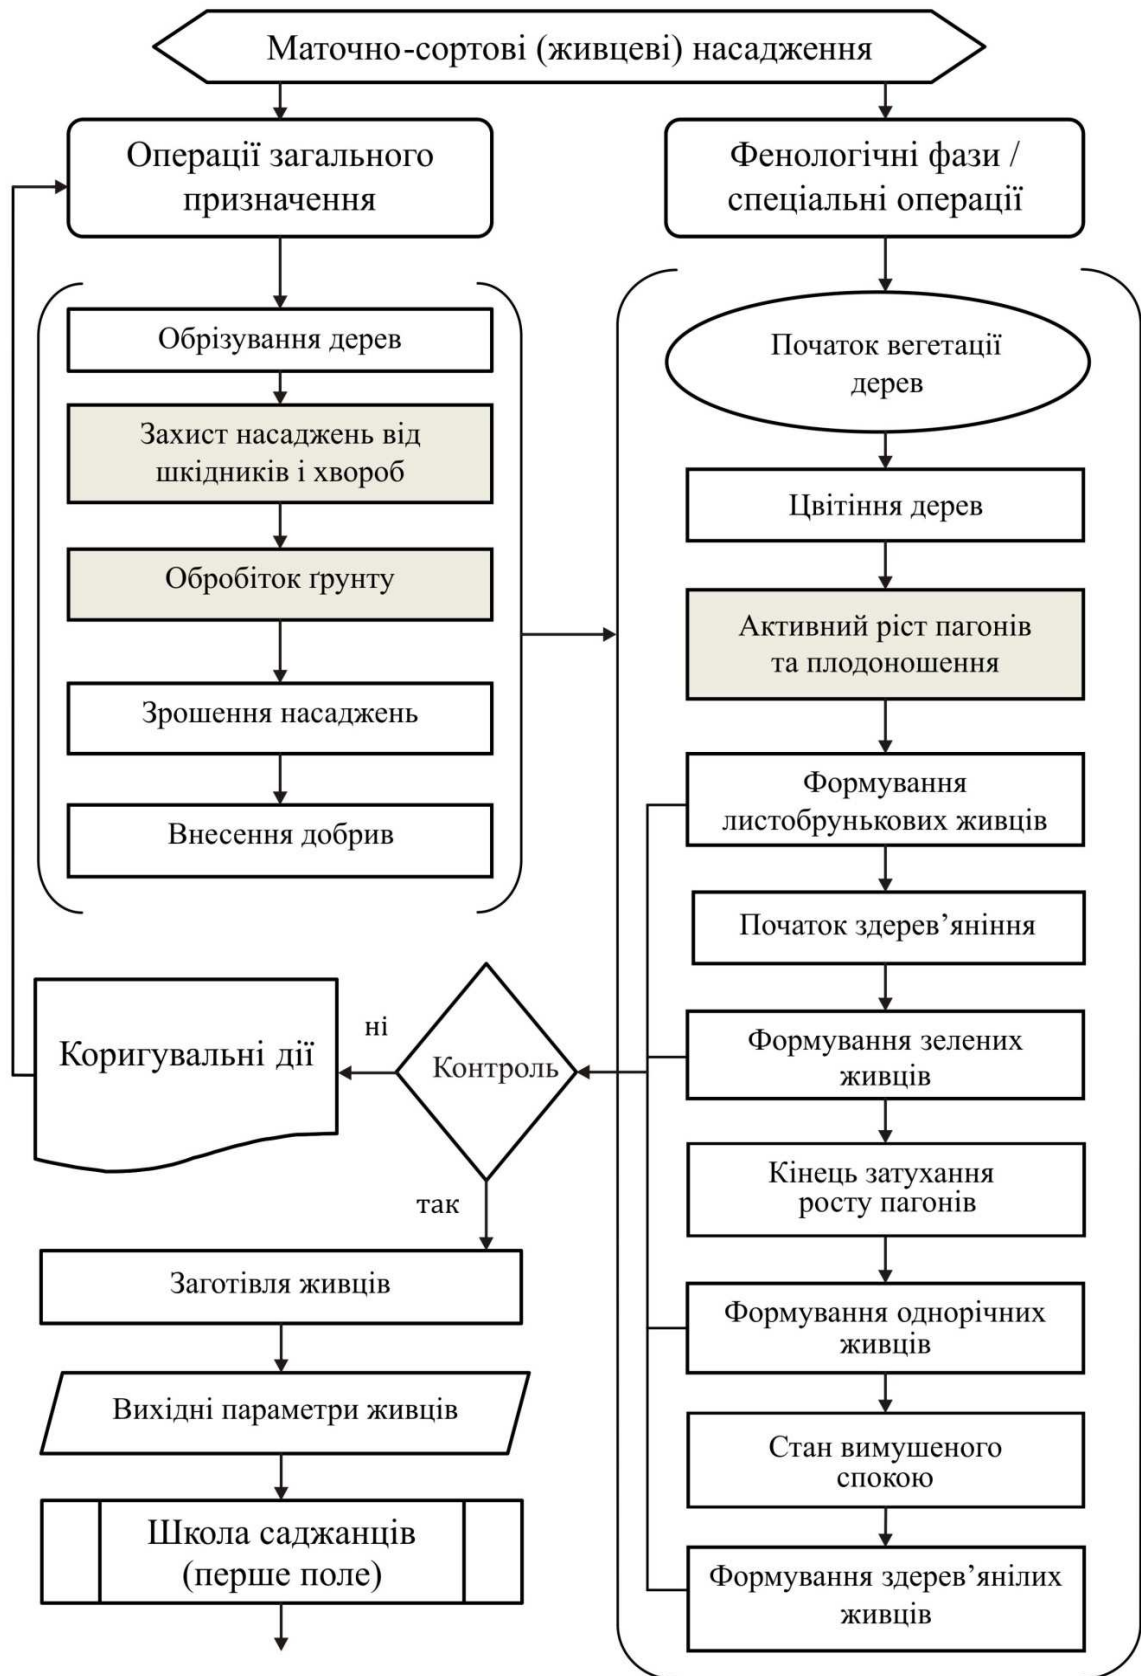 Маточно-сортові (живцеві) насадження
Операції загального
призначення
Фенологічні фази /
спеціальні операції
Обрізування дерев
Захист насаджень від
шкідників і хвороб
Обробіток ґрунту
Зрошення насаджень
Внесення добрив
Початок вегетації
дерев
Цвітіння дерев
Активний ріст пагонів
та плодоношення
Формування
листобрунькових живців
Початок здерев’яніння
Формування зелених
живців
Кінець затухання
росту пагонів
Формування однорічних
живців
Стан вимушеного
спокою
Формування здерев’янілих
живців
Контроль
ні
Коригувальні дії
так
Заготівля живців
Вихідні параметри живців
Школа саджанців
(перше поле)